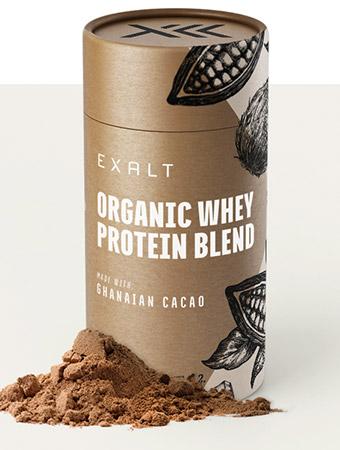 EXALT
ORGANIC WHEY
PROTEIN BLEND
MADE WITH
GHANAIAN CACAO